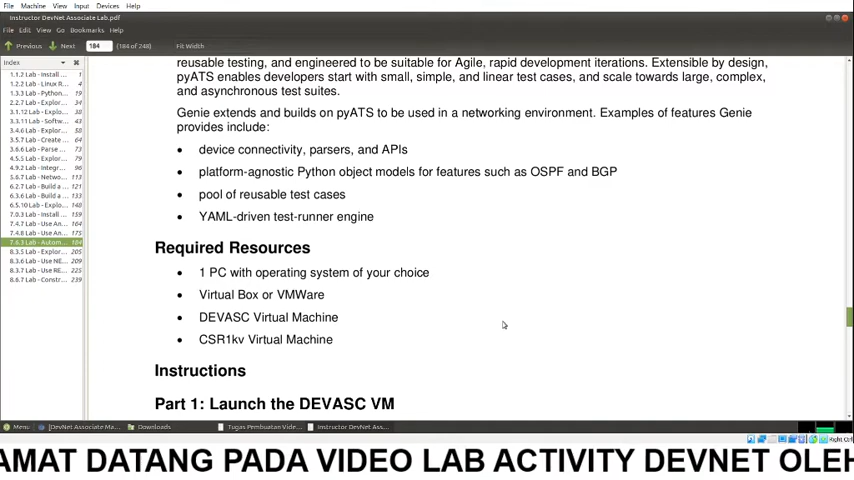 File Machine View Input Devices Help
Instructor DevNet Associate Lab.pdf
File Edit View Go Bookmarks Help
Previous Next 184 (184 of 248) Fit Width
Index
1.1.2 Lab - Install ... 1
1.2.2 Lab - Linux R... 4
1.3.3 Lab - Python... 19
2.2.7 Lab - Explor... 34
3.1.12 Lab - Explo... 38
3.3.11 Lab - Softw... 43
3.4.6 Lab - Explor... 58
3.5.7 Lab - Create ... 64
3.6.6 Lab - Parse ... 73
4.5.5 Lab - Explor... 79
4.9.2 Lab - Integr... 96
5.8.7 Lab - Netwo... 113
6.2.7 Lab - Build a ... 121
6.3.6 Lab - Build a ... 133
6.5.10 Lab - Explo... 148
7.0.3 Lab - Install ... 159
7.4.7 Lab - Use An... 164
7.4.8 Lab - Use An... 175
7.6.3 Lab - Autom... 184
8.3.5 Lab - Explor... 205
8.3.6 Lab - Use NE... 209
8.3.7 Lab - Use RE... 225
8.6.7 Lab - Constr... 239
reusable testing, and engineered to be suitable for Agile, rapid development iterations. Extensible by design,
pyATS enables developers start with small, simple, and linear test cases, and scale towards large, complex,
and asynchronous test suites.
Genie extends and builds on pyATS to be used in a networking environment. Examples of features Genie
provides include:
• device connectivity, parsers, and APIs
• platform-agnostic Python object models for features such as OSPF and BGP
• pool of reusable test cases
• YAML-driven test-runner engine
Required Resources
• 1 PC with operating system of your choice
• Virtual Box or VMWare
• DEVASC Virtual Machine
• CSR1kv Virtual Machine
Instructions
Part 1: Launch the DEVASC VM
Menu [DevNet Associate Ma... Downloads Tugas Pembuatan Vide... Instructor DevNet Ass...
Right Ctrl
AMAT DATANG PADA VIDEO LAB ACTIVITY DEVNET OLEH